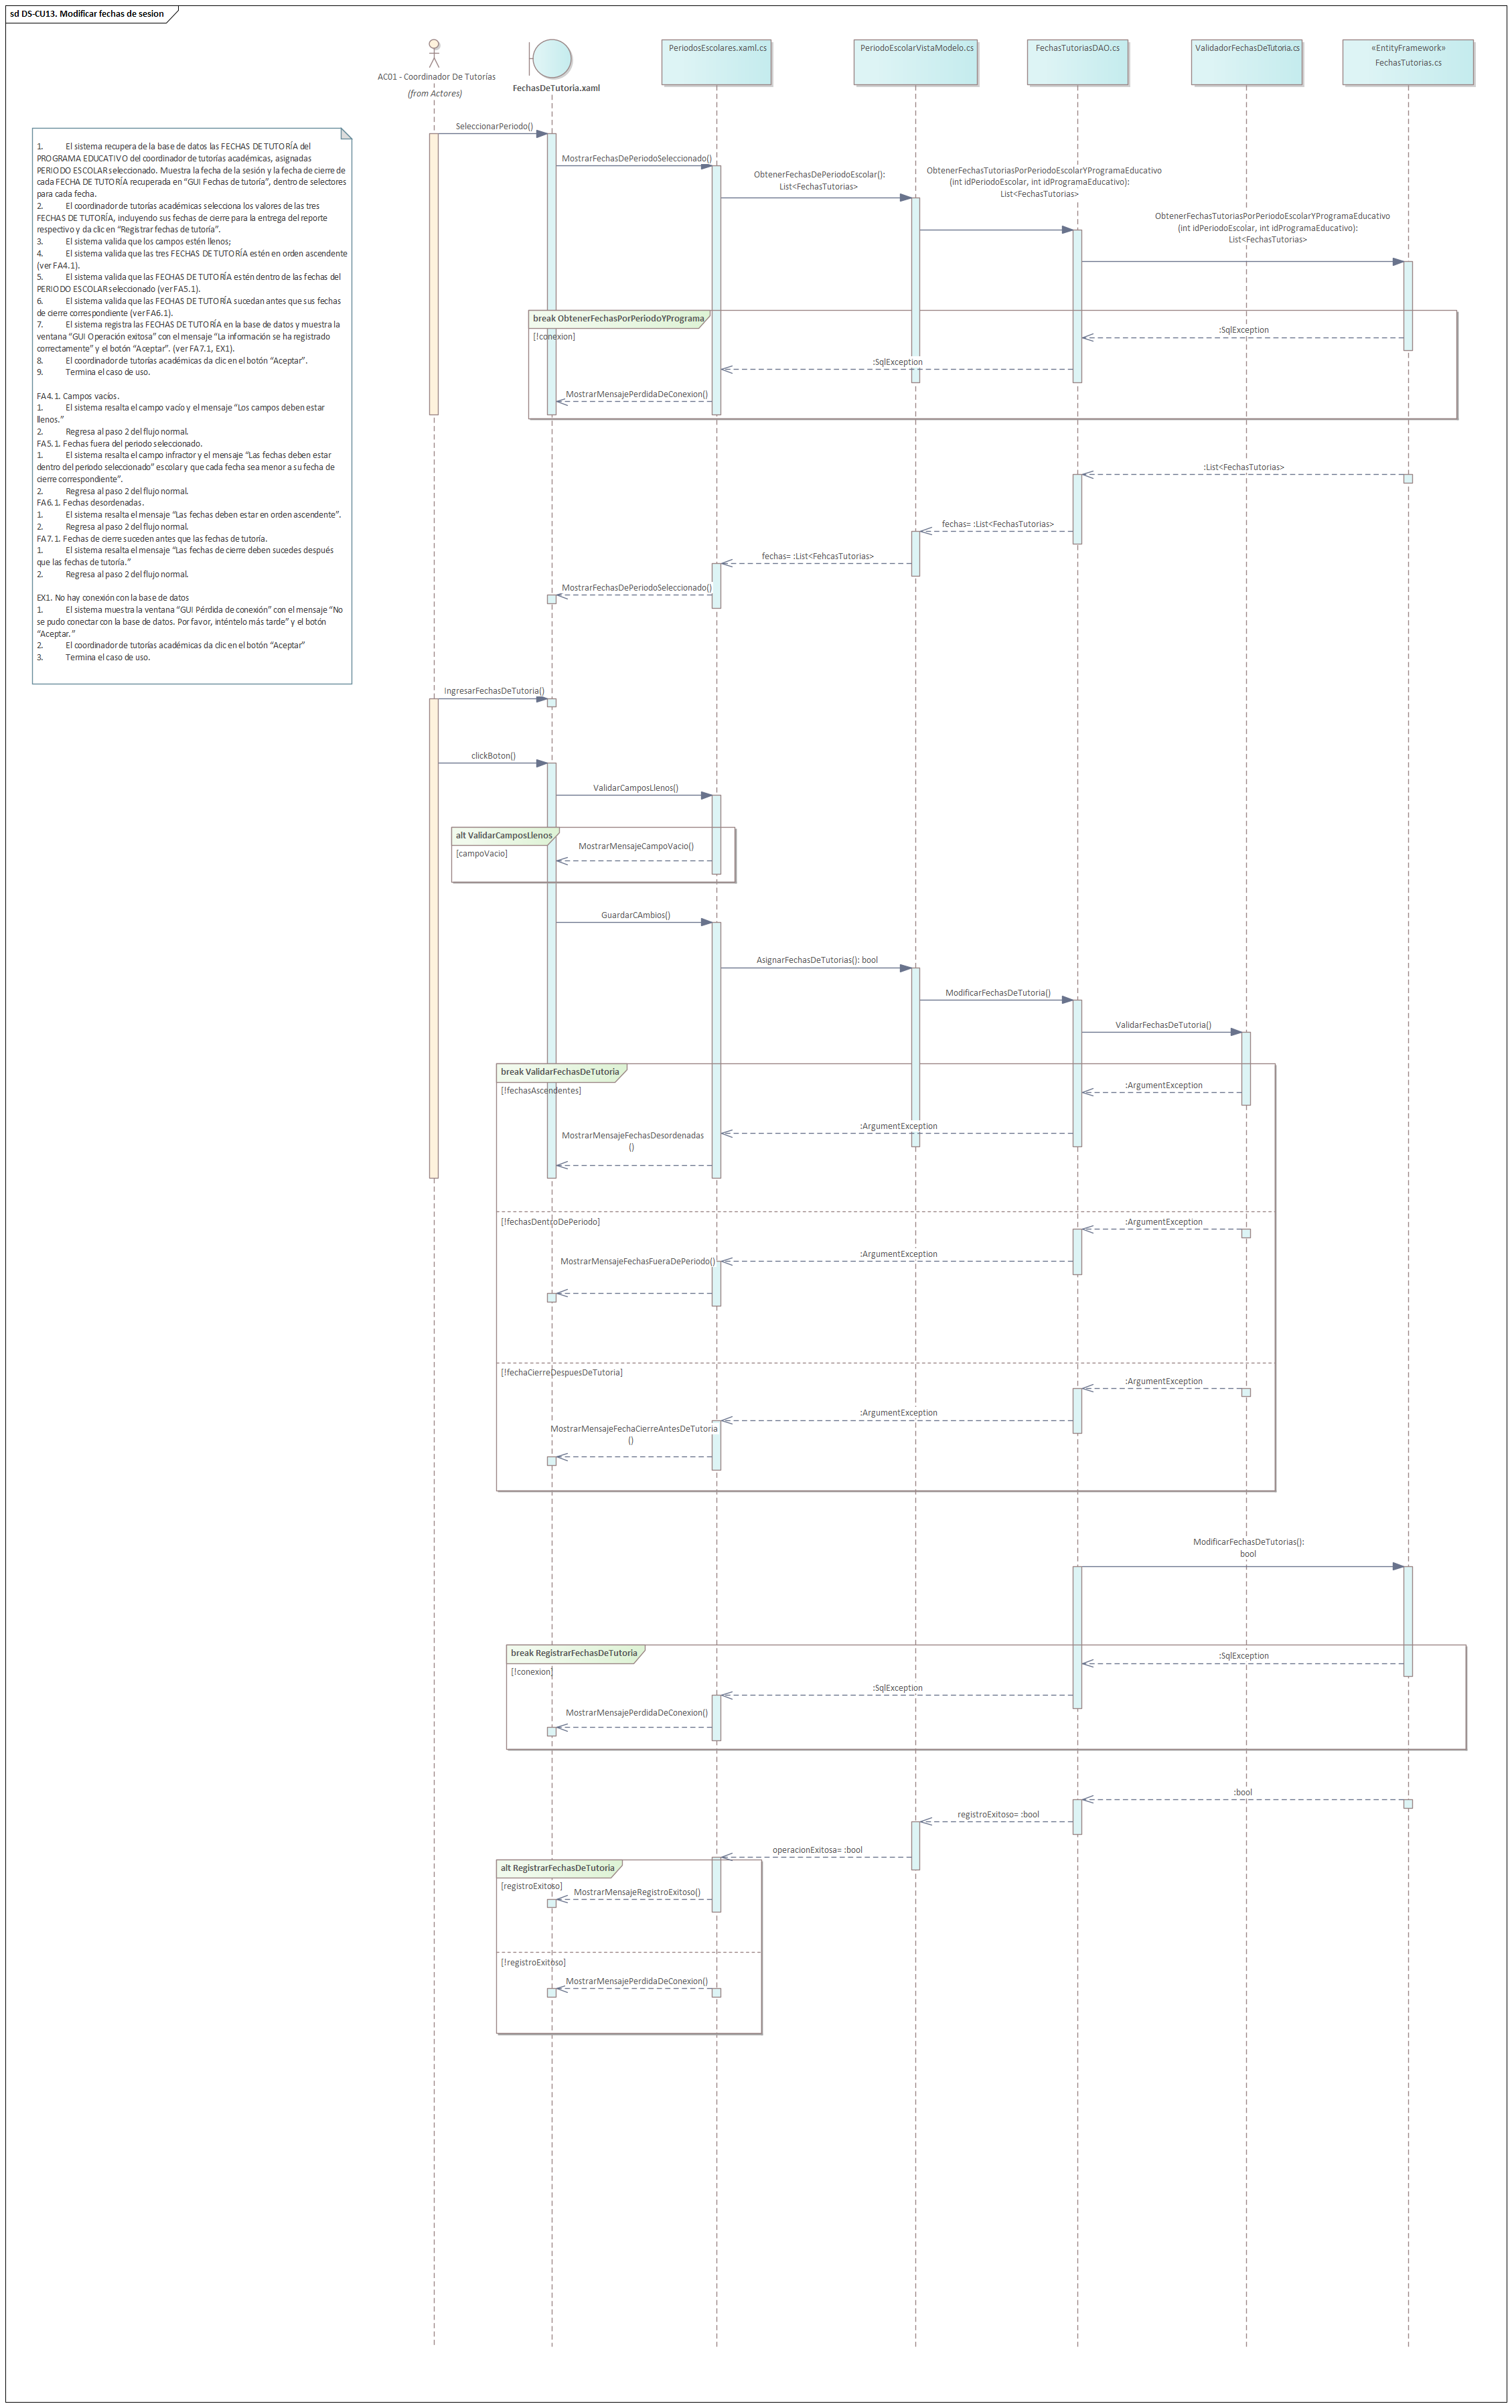 sd DS-CU13. Modificar fechas de sesion
AC01 - Coordinador De Tutorías
(from Actores)
FechasDeTutoria.xaml
PeriodosEscolares.xaml.cs
PeriodoEscolarVistaModelo.cs
FechasTutoriasDAO.cs
ValidadorFechasDeTutoria.cs
«EntityFramework»
FechasTutorias.cs
1. El sistema recupera de la base de datos las FECHAS DE TUTORÍA del
PROGRAMA EDUCATIVO del coordinador de tutorías académicas, asignadas
PERIODO ESCOLAR seleccionado. Muestra la fecha de la sesión y la fecha de cierre de
cada FECHA DE TUTORÍA recuperada en “GUI Fechas de tutoría”, dentro de selectores
para cada fecha.
2. El coordinador de tutorías académicas selecciona los valores de las tres
FECHAS DE TUTORÍA, incluyendo sus fechas de cierre para la entrega del reporte
respectivo y da clic en “Registrar fechas de tutoría”.
3. El sistema valida que los campos estén llenos;
4. El sistema valida que las tres FECHAS DE TUTORÍA estén en orden ascendente
(ver FA4.1).
5. El sistema valida que las FECHAS DE TUTORÍA estén dentro de las fechas del
PERIODO ESCOLAR seleccionado (ver FA5.1).
6. El sistema valida que las FECHAS DE TUTORÍA sucedan antes que sus fechas
de cierre correspondiente (ver FA6.1).
7. El sistema registra las FECHAS DE TUTORÍA en la base de datos y muestra la
ventana “GUI Operación exitosa” con el mensaje “La información se ha registrado
correctamente” y el botón “Aceptar”. (ver FA7.1, EX1).
8. El coordinador de tutorías académicas da clic en el botón “Aceptar”.
9. Termina el caso de uso.
FA4.1. Campos vacíos.
1. El sistema resalta el campo vacío y el mensaje “Los campos deben estar
llenos.”
2. Regresa al paso 2 del flujo normal.
FA5.1. Fechas fuera del periodo seleccionado.
1. El sistema resalta el campo infractor y el mensaje “Las fechas deben estar
dentro del periodo seleccionado” escolar y que cada fecha sea menor a su fecha de
cierre correspondiente”.
2. Regresa al paso 2 del flujo normal.
FA6.1. Fechas desordenadas.
1. El sistema resalta el mensaje “Las fechas deben estar en orden ascendente”.
2. Regresa al paso 2 del flujo normal.
FA7.1. Fechas de cierre suceden antes que las fechas de tutoría.
1. El sistema resalta el mensaje “Las fechas de cierre deben sucedes después
que las fechas de tutoría.”
2. Regresa al paso 2 del flujo normal.
EX1. No hay conexión con la base de datos
1. El sistema muestra la ventana “GUI Pérdida de conexión” con el mensaje “No
se pudo conectar con la base de datos. Por favor, inténtelo más tarde” y el botón
“Aceptar.”
2. El coordinador de tutorías académicas da clic en el botón “Aceptar”
3. Termina el caso de uso.
SeleccionarPeriodo()
MostrarFechasDePeriodoSeleccionado()
ObtenerFechasDePeriodoEscolar():
List<FechasTutorias>
ObtenerFechasTutoriasPorPeriodoEscolarYProgramaEducativo
(int idPeriodoEscolar, int idProgramaEducativo):
List<FechasTutorias>
ObtenerFechasTutoriasPorPeriodoEscolarYProgramaEducativo
(int idPeriodoEscolar, int idProgramaEducativo):
List<FechasTutorias>
break ObtenerFechasPorPeriodoYPrograma
[!conexion]
:SqlException
:SqlException
MostrarMensajePerdidaDeConexion()
:List<FechasTutorias>
fechas= :List<FechasTutorias>
fechas= :List<FehcasTutorias>
MostrarFechasDePeriodoSeleccionado()
IngresarFechasDeTutoria()
clickBoton()
ValidarCamposLlenos()
alt ValidarCamposLlenos
[campoVacio]
MostrarMensajeCampoVacio()
GuardarCAmbios()
AsignarFechasDeTutorias(): bool
ModificarFechasDeTutoria()
ValidarFechasDeTutoria()
break ValidarFechasDeTutoria
[!fechasAscendentes]
:ArgumentException
:ArgumentException
MostrarMensajeFechasDesordenadas
()
[!fechasDentroDePeriodo]
:ArgumentException
:ArgumentException
MostrarMensajeFechasFueraDePeriodo()
[!fechaCierreDespuesDeTutoria]
:ArgumentException
:ArgumentException
MostrarMensajeFechaCierreAntesDeTutoria
()
ModificarFechasDeTutorias():
bool
break RegistrarFechasDeTutoria
[!conexion]
:SqlException
:SqlException
MostrarMensajePerdidaDeConexion()
:bool
registroExitoso= :bool
operacionExitosa= :bool
alt RegistrarFechasDeTutoria
[registroExitoso]
MostrarMensajeRegistroExitoso()
[!registroExitoso]
MostrarMensajePerdidaDeConexion()